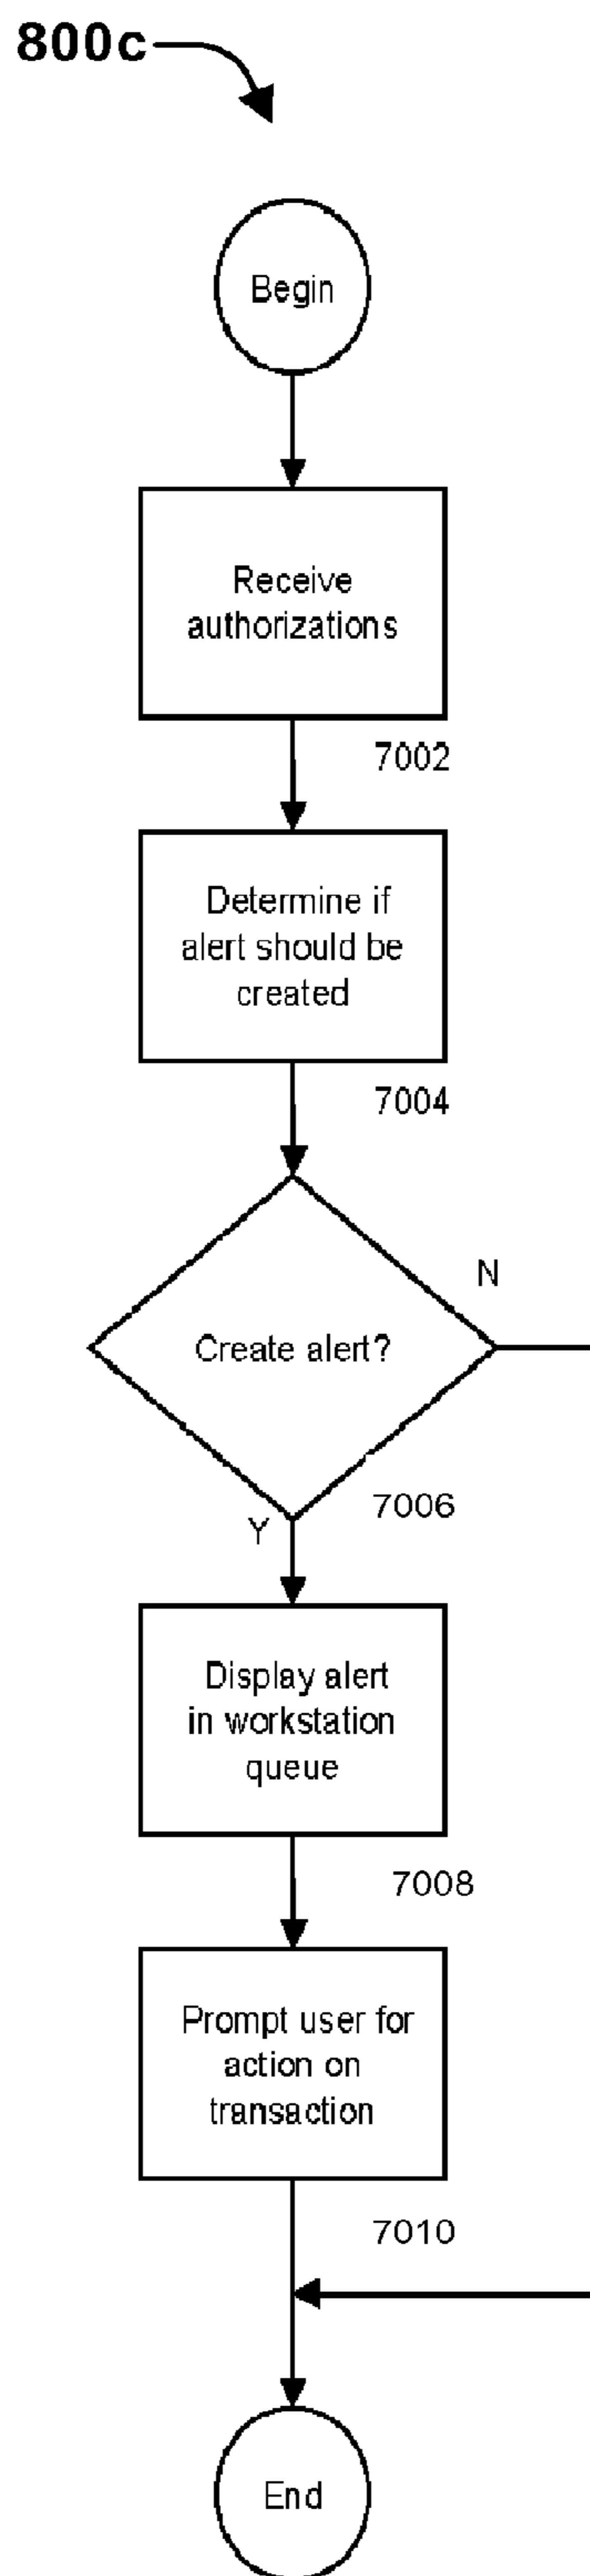 800c
Begin
Receive
authorizations
7002
Determine if
alert should be
created
7004
N
Create alert?
7006
Y
Display alert
in workstation
queue
7008
Prompt user for
action on
transaction
7010
End